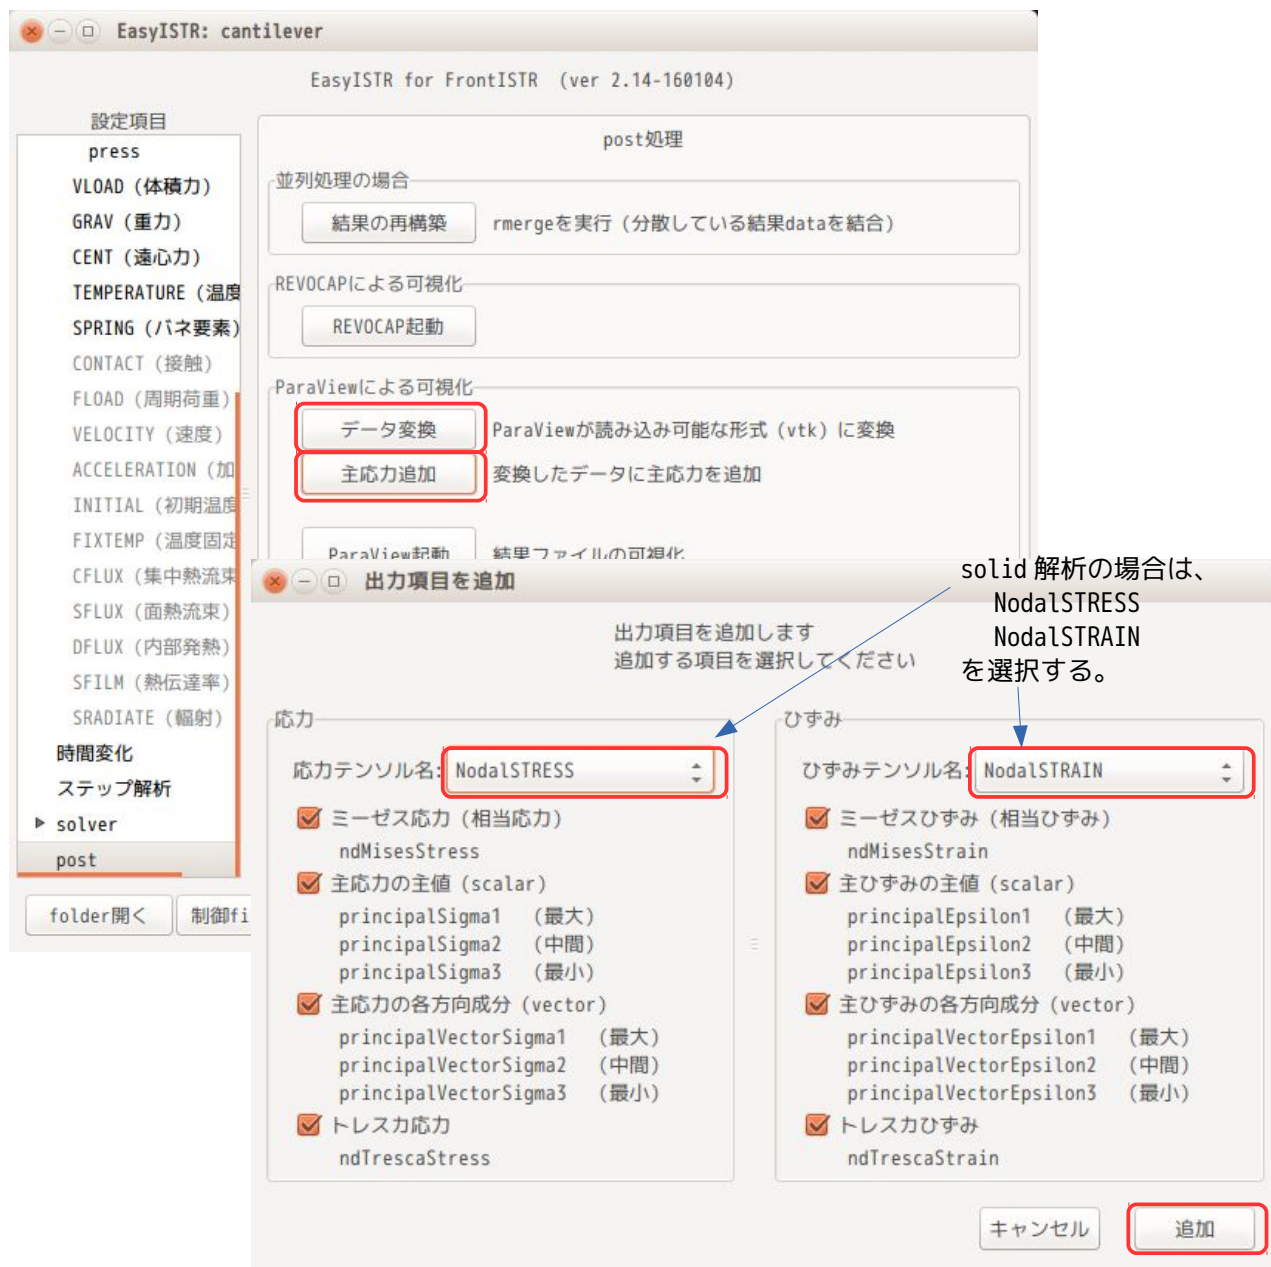 EasyISTR: cantilever
EasyISTR for FrontISTR (ver 2.14-160104)
設定項目
press
VLOAD (体積力)
GRAV (重力)
CENT (遠心力)
TEMPERATURE (温度
SPRING (バネ要素)
CONTACT (接触)
FLOAD (周期荷重)
VELOCITY (速度)
ACCELERATION (加
INITIAL (初期温度
FIXTEMP (温度固定
CFLUX (集中熱流束
SFLUX (面熱流束)
DFLUX (内部発熱)
SFILM (熱伝達率)
SRADIATE (輻射)
時間変化
ステップ解析
solver
post
folder開く
制御fi
post処理
並列処理の場合
結果の再構築 rmergeを実行 (分散している結果dataを結合)
REVOCAPによる可視化
REVOCAP起動
ParaViewによる可視化
データ変換 ParaViewが読み込み可能な形式 (vtk) に変換
主応力追加 変換したデータに主応力を追加
ParaView起動 結果ファイルの可視化
solid 解析の場合は、
NodalSTRESS
NodalSTRAIN
を選択する。
出力項目を追加
出力項目を追加します
追加する項目を選択してください
応力
応力テンソル名: NodalSTRESS
ミーゼス応力 (相当応力)
ndMisesStress
主応力の主値 (scalar)
principalSigma1 (最大)
principalSigma2 (中間)
principalSigma3 (最小)
主応力の各方向成分 (vector)
principalVectorSigma1 (最大)
principalVectorSigma2 (中間)
principalVectorSigma3 (最小)
トレスカ応力
ndTrescaStress
ひずみ
ひずみテンソル名: NodalSTRAIN
ミーゼスひずみ (相当ひずみ)
ndMisesStrain
主ひずみの主値 (scalar)
principalEpsilon1 (最大)
principalEpsilon2 (中間)
principalEpsilon3 (最小)
主ひずみの各方向成分 (vector)
principalVectorEpsilon1 (最大)
principalVectorEpsilon2 (中間)
principalVectorEpsilon3 (最小)
トレスカひずみ
ndTrescaStrain
キャンセル
追加